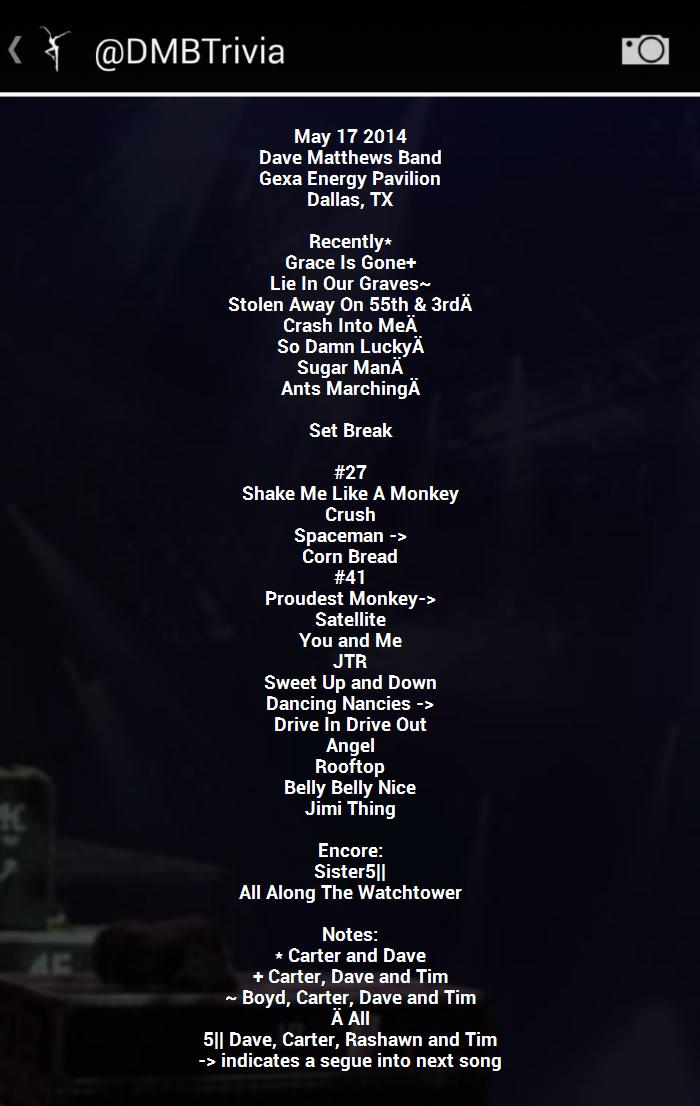 @DMBTrivia
May 17 2014
Dave Matthews Band
Gexa Energy Pavilion
Dallas, TX
Recently*
Grace Is Gone+
Lie In Our Graves~
Stolen Away On 55th & 3rdÄ
Crash Into MeÄ
So Damn LuckyÄ
Sugar ManÄ
Ants MarchingÄ
Set Break
#27
Shake Me Like A Monkey
Crush
Spaceman ->
Corn Bread
#41
Proudest Monkey->
Satellite
You and Me
JTR
Sweet Up and Down
Dancing Nancies ->
Drive In Drive Out
Angel
Rooftop
Belly Belly Nice
Jimi Thing
Encore:
Sister5||
All Along The Watchtower
Notes:
* Carter and Dave
+ Carter, Dave and Tim
~ Boyd, Carter, Dave and Tim
Ä All
5|| Dave, Carter, Rashawn and Tim
-> indicates a segue into next song